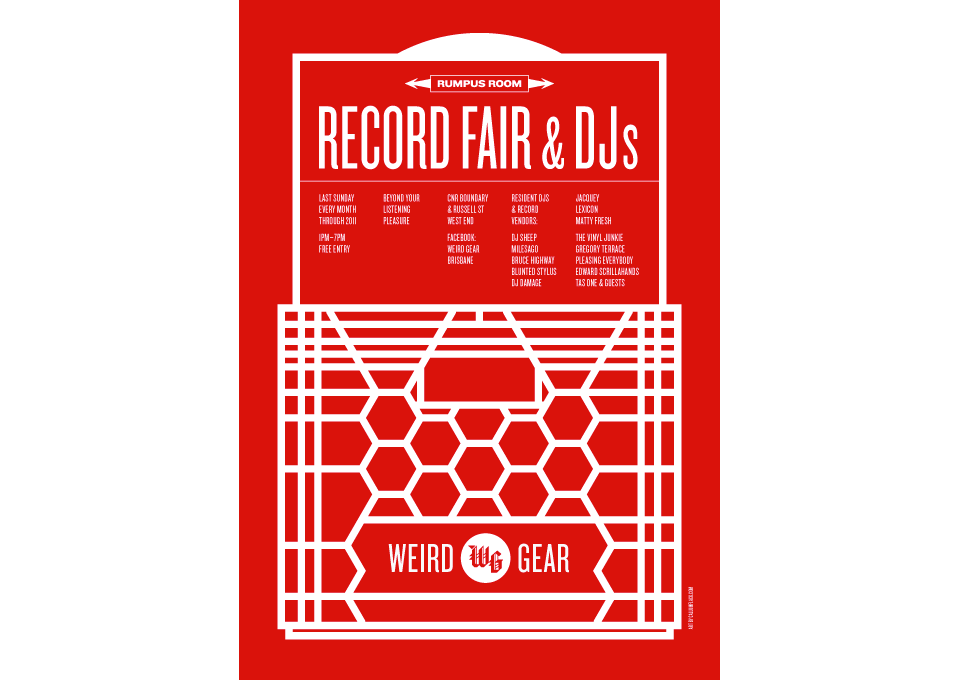 RUMPUS ROOM
RECORD FAIR & DJs
LAST SUNDAY
EVERY MONTH
THROUGH 2011
1PM–7PM
FREE ENTRY
BEYOND YOUR
LISTENING
PLEASURE
CNR BOUNDARY
& RUSSELL ST
WEST END
FACEBOOK:
WEIRD GEAR
BRISBANE
RESIDENT DJS
& RECORD
VENDORS:
DJ SHEEP
MILESAGO
BRUCE HIGHWAY
BLUNTED STYLUS
DJ DAMAGE
JACQUEY
LEXICON
MATTY FRESH
THE VINYL JUNKIE
GREGORY TERRACE
PLEASING EVERYBODY
EDWARD SCRILLAHANDS
TAS ONE & GUESTS
WEIRD WG GEAR